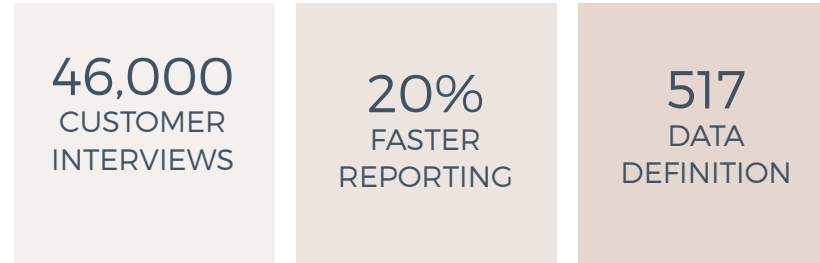 46,000
CUSTOMER
INTERVIEWS
20%
FASTER
REPORTING
517
DATA
DEFINITION